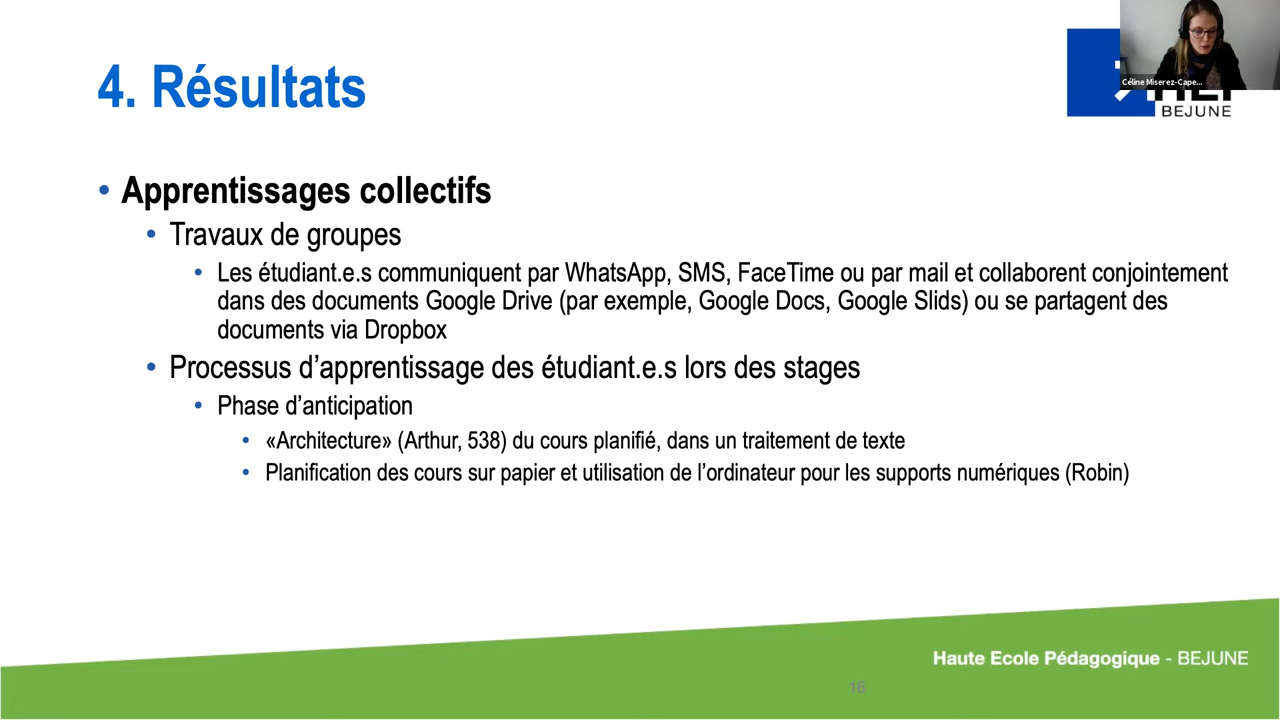 4. Résultats
Céline Miserez-Cape...
BEJUNE
• Apprentissages collectifs
• Travaux de groupes
• Les étudiant.e.s communiquent par WhatsApp, SMS, FaceTime ou par mail et collaborent conjointement
dans des documents Google Drive (par exemple, Google Docs, Google Slids) ou se partagent des
documents via Dropbox
• Processus d’apprentissage des étudiant.e.s lors des stages
• Phase d’anticipation
• «Architecture» (Arthur, 538) du cours planifié, dans un traitement de texte
• Planification des cours sur papier et utilisation de l’ordinateur pour les supports numériques (Robin)
Haute Ecole Pédagogique - BEJUNE
16